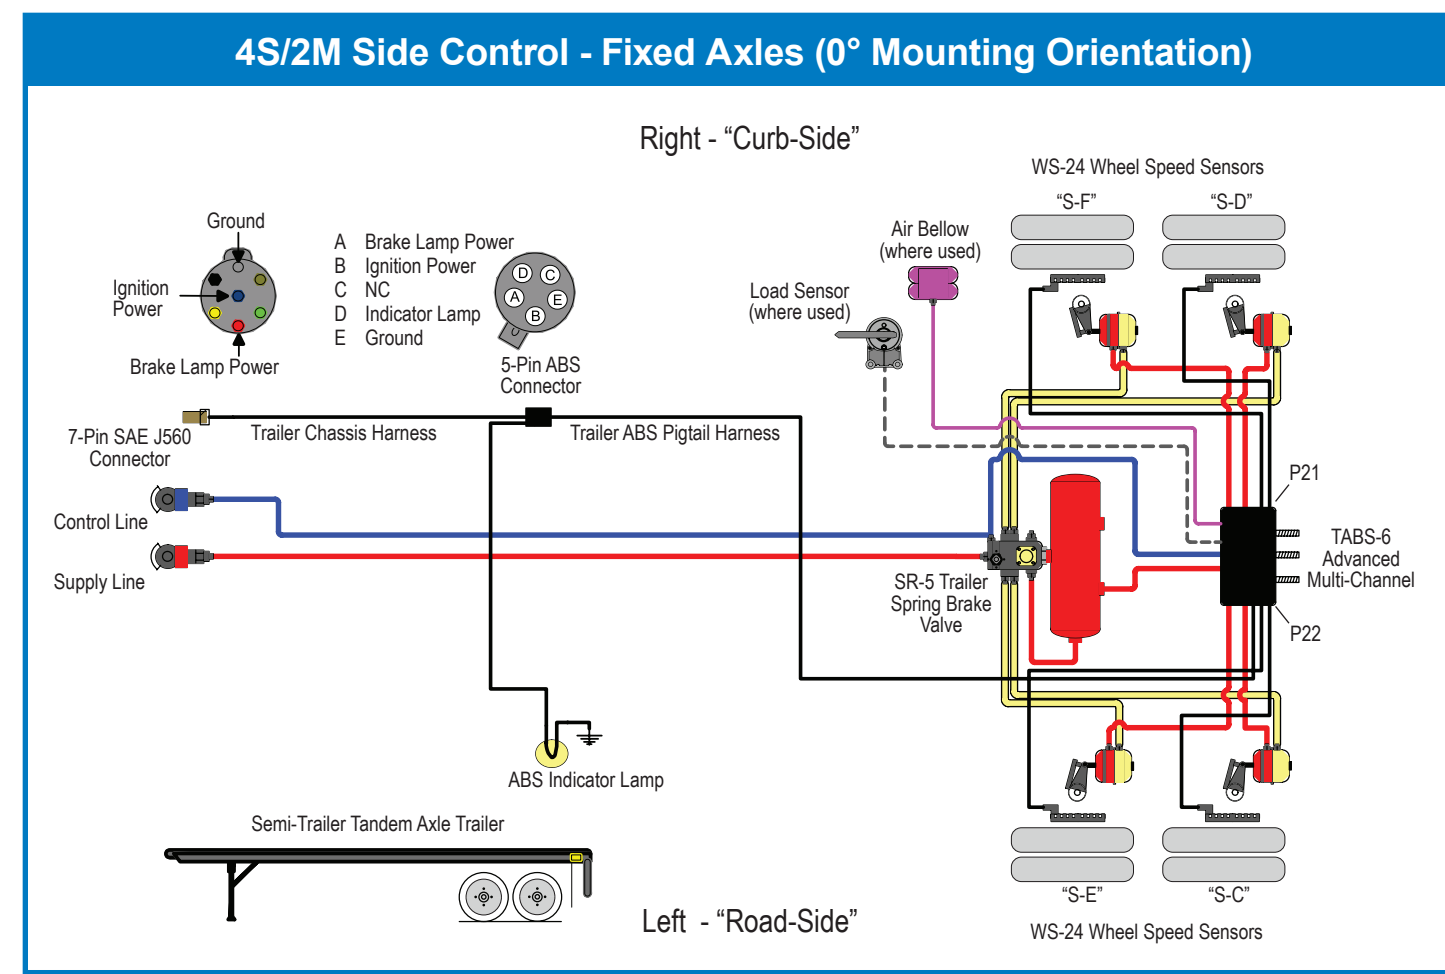 4S/2M Side Control - Fixed Axles (0° Mounting Orientation)
Right - “Curb-Side”
WS-24 Wheel Speed Sensors
“S-F”
“S-D”
Ground
Ignition
Power
Brake Lamp Power
A Brake Lamp Power
B Ignition Power
C NC
D Indicator Lamp
E Ground
D
C
A
E
B
5-Pin ABS
Connector
Air Bellow
(where used)
Load Sensor
(where used)
7-Pin SAE J560
Connector
Trailer Chassis Harness
Trailer ABS Pigtail Harness
Control Line
Supply Line
P21
TABS-6
Advanced
Multi-Channel
P22
SR-5 Trailer
Spring Brake
Valve
ABS Indicator Lamp
Semi-Trailer Tandem Axle Trailer
“S-E”
“S-C”
Left - “Road-Side”
WS-24 Wheel Speed Sensors